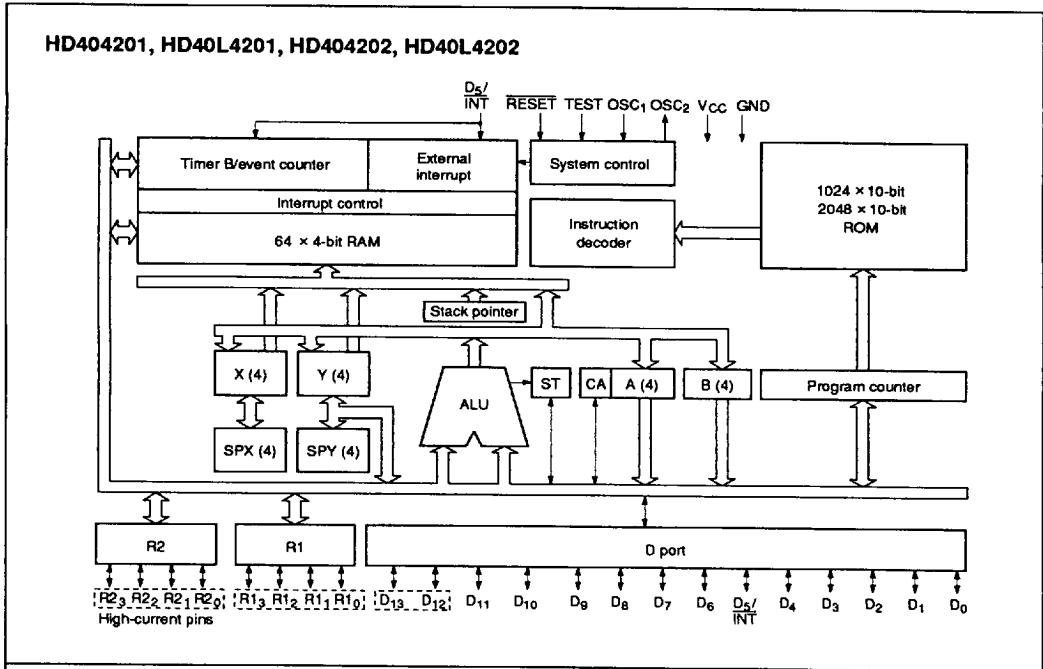 HD404201, HD40L4201, HD404202, HD40L4202
D5/
INT
RESET TEST OSC1 OSC2 VCC GND
Timer B/event counter
External
interrupt
System control
1024 × 10-bit
2048 × 10-bit
ROM
Interrupt control
Instruction
decoder
64 × 4-bit RAM
Stack pointer
X (4)
Y (4)
ALU
ST
CA
A (4)
B (4)
Program counter
SPX (4)
SPY (4)
R2
R1
D port
R23 R22 R21 R20
R13 R12 R11 R10
D13 D12 D11 D10 D9 D8 D7 D6 D5/ D4 D3 D2 D1 D0
INT
High-current pins